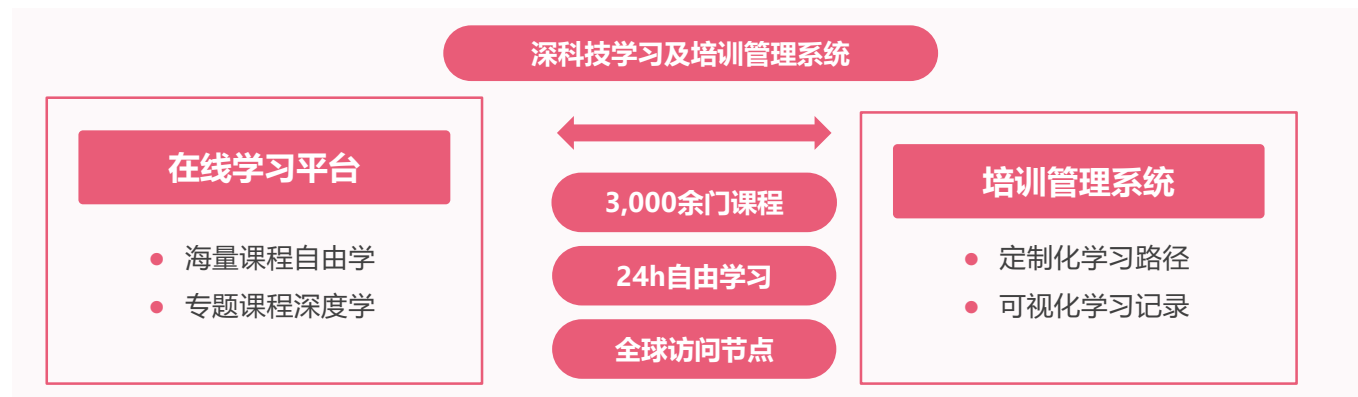 深科技学习及培训管理系统
在线学习平台
海量课程自由学
专题课程深度学
3,000余门课程
24h自由学习
全球访问节点
培训管理系统
定制化学习路径
可视化学习记录